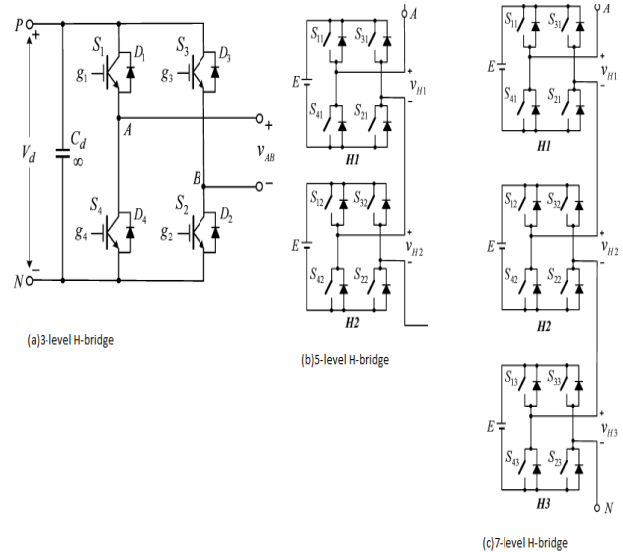 P
+
S1 D1
g1
S3 D3
g3
A
+
Vd
Cd
∞
vAB
B
−
S4 D4
g4
S2 D2
g2
−
N
(a)3-level H-bridge
A
S11 S31
E
+
vH1
−
S41 S21
H1
S12 S32
E
+
vH2
−
S42 S22
H2
(b)5-level H-bridge
A
S11 S31
E
+
vH1
−
S41 S21
H1
S12 S32
E
+
vH2
−
S42 S22
H2
S13 S33
E
+
vH3
−
S43 S23
H3
N
(c)7-level H-bridge